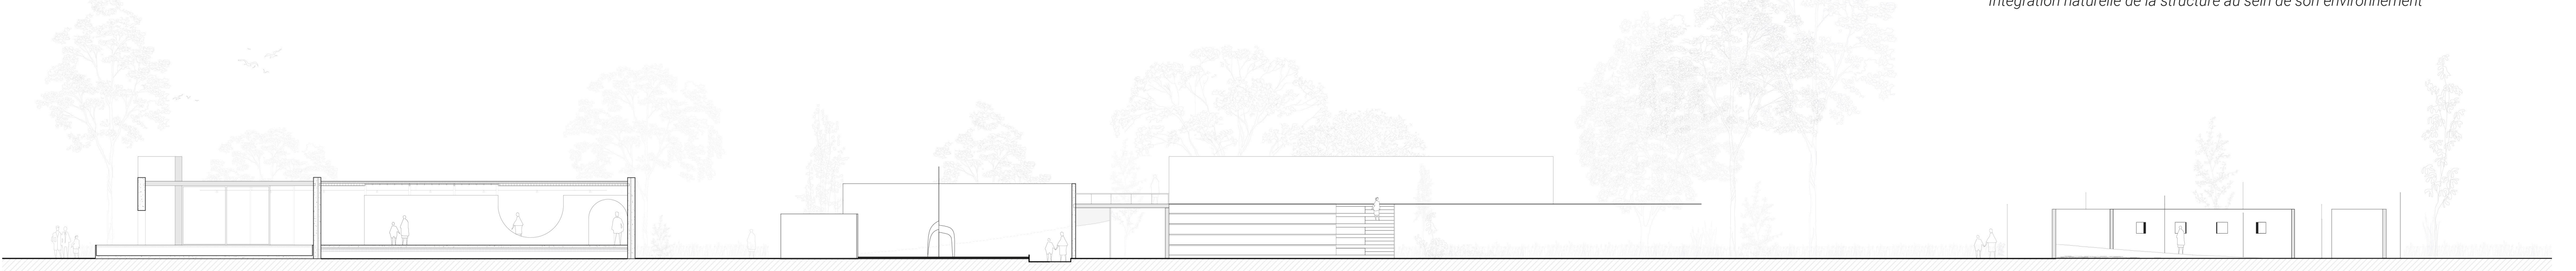 Intégration naturelle de la structure au sein de son environnement